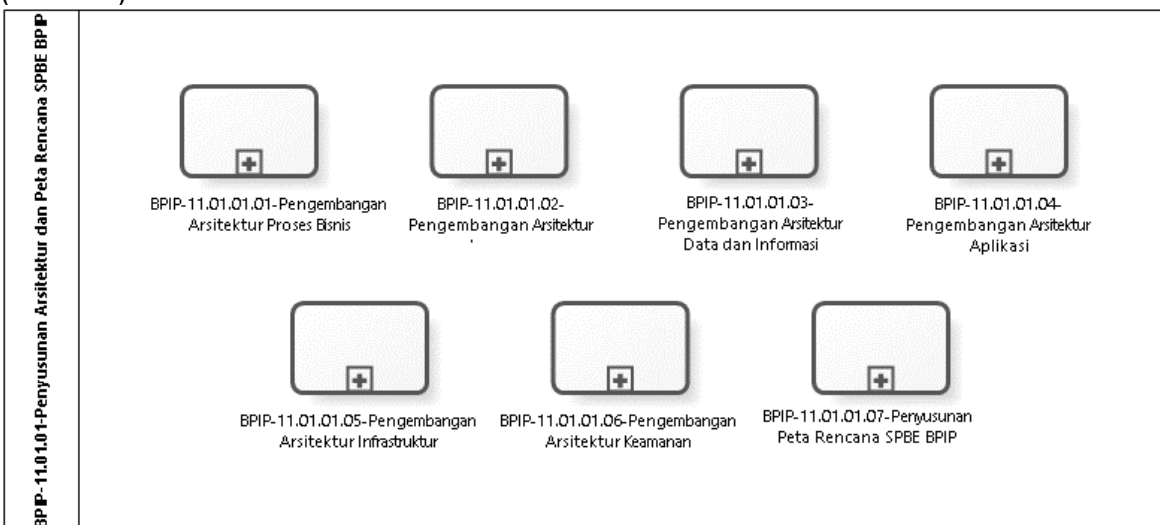 BPIP-11.01.01-Penyusunan Arsitektur dan Peta Rencana SPBE BPIP
BPIP-11.01.01.01-Pengembangan
Arsitektur Proses Bisnis
BPIP-11.01.01.02-
Pengembangan Arsitektur
BPIP-11.01.01.03-
Pengembangan Arsitektur
Data dan Informasi
BPIP-11.01.01.04-
Pengembangan Arsitektur
Aplikasi
BPIP-11.01.01.05-Pengembangan
Arsitektur Infrastruktur
BPIP-11.01.01.06-Pengembangan
Arsitektur Keamanan
BPIP-11.01.01.07-Penyusunan
Peta Rencana SPBE BPIP